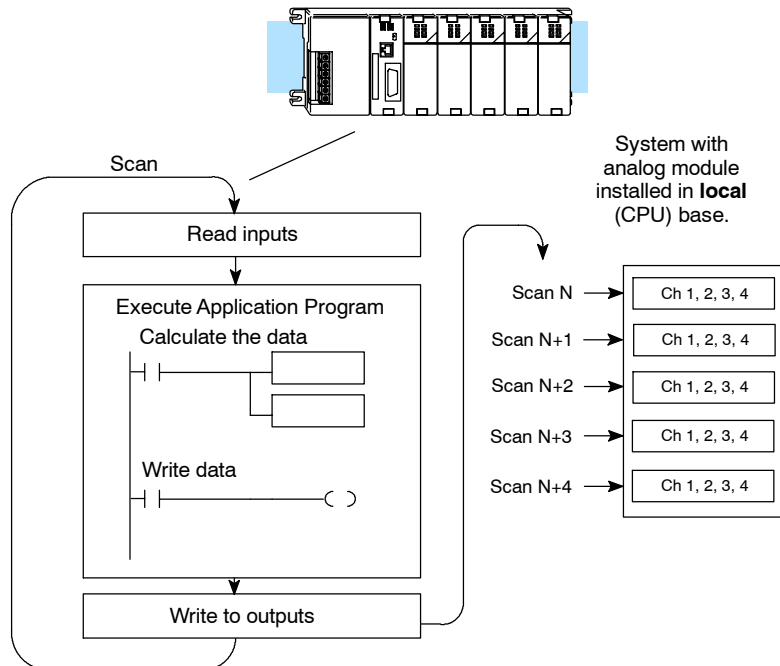 System with
analog module
installed in local
(CPU) base.
Scan
Read inputs
Execute Application Program
Calculate the data
Write data
Write to outputs
Scan N
Ch 1, 2, 3, 4
Scan N+1
Ch 1, 2, 3, 4
Scan N+2
Ch 1, 2, 3, 4
Scan N+3
Ch 1, 2, 3, 4
Scan N+4
Ch 1, 2, 3, 4